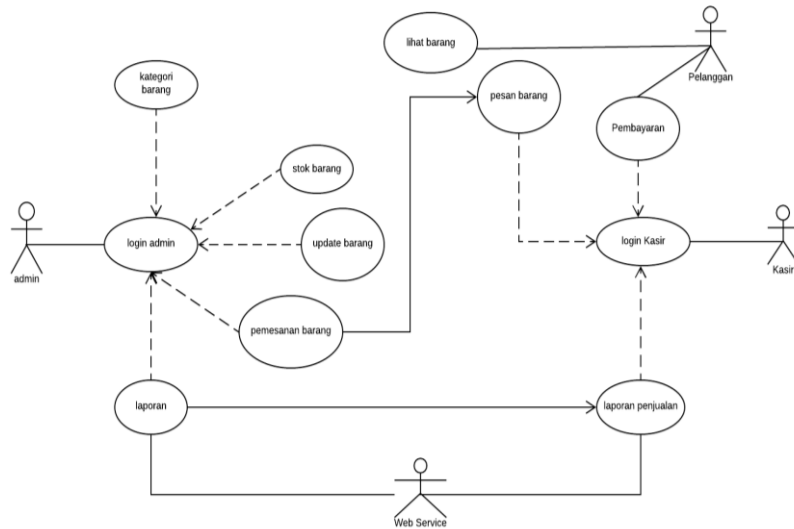 lihat barang
Pelanggan
kategori
barang
pesan barang
Pembayaran
stok barang
login admin
update barang
login Kasir
admin
Kasir
pemesanan barang
laporan
laporan penjualan
Web Service